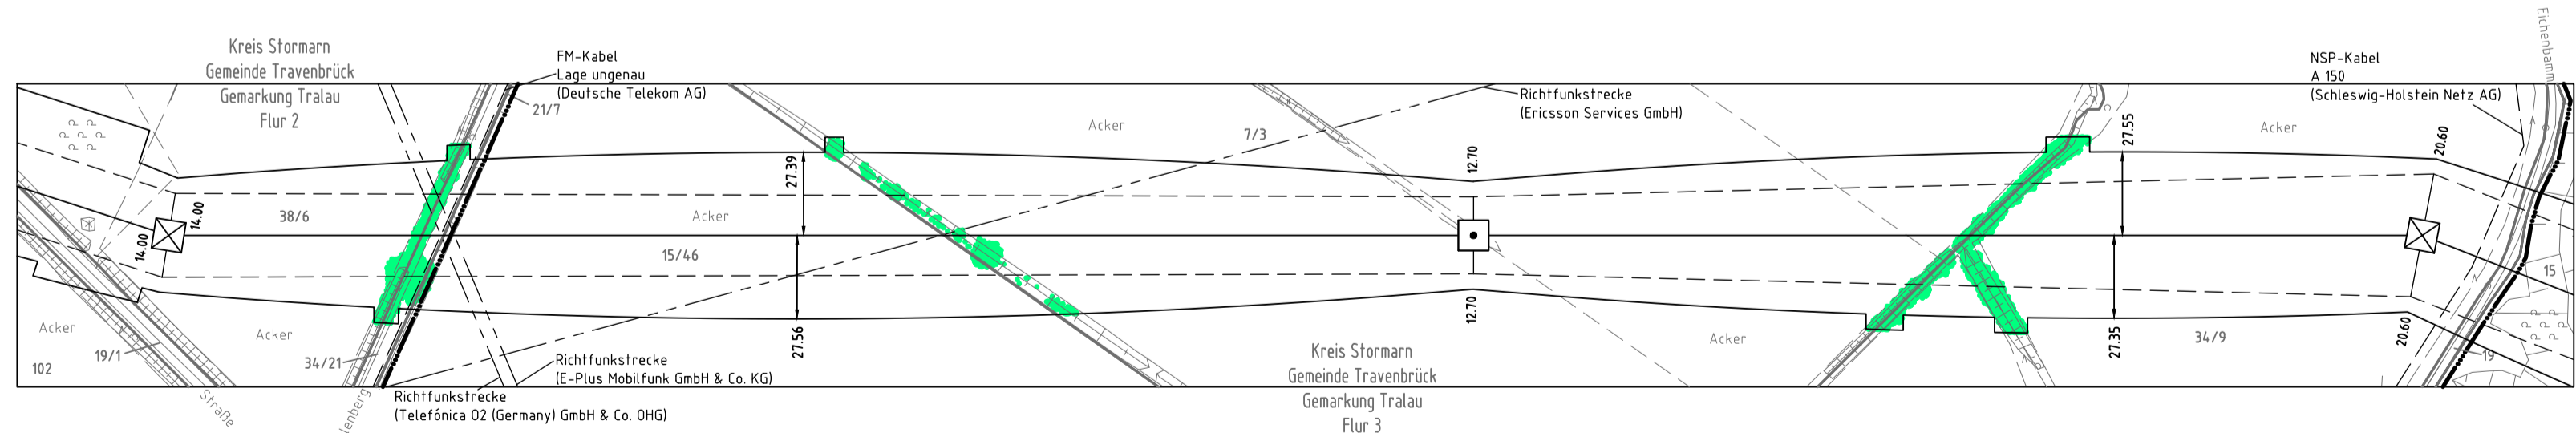 Kreis Stormarn
Gemeinde Travenbrück
Gemarkung Tralau
Flur 2
FM-Kabel
Lage ungenau
(Deutsche Telekom AG)
21/7
Richtfunkstrecke
(Ericsson Services GmbH)
NSP-Kabel
A 150
(Schleswig-Holstein Netz AG)
Acker
7/3
Acker
27.55
20.60
12.70
27.39
14.00
14.00
38/6
Acker
15/46
15
Acker
19/1
102
Acker
34/21
Straße
lenberg
Richtfunkstrecke
(E-Plus Mobilfunk GmbH & Co. KG)
Richtfunkstrecke
(Telefónica O2 (Germany) GmbH & Co. OHG)
27.56
12.70
Kreis Stormarn
Gemeinde Travenbrück
Gemarkung Tralau
Flur 3
Acker
27.35
34/9
20.60
19